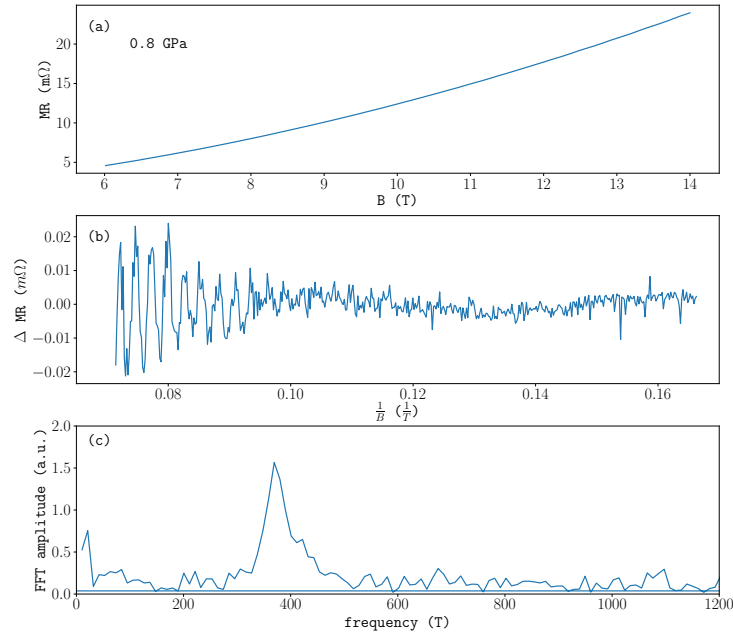 (a)
0.8 GPa
MR (mΩ)
20
15
10
5
6 7 8 9 10 11 12 13 14
B (T)
(b)
Δ MR (mΩ)
0.02
0.01
0.00
−0.01
−0.02
0.08 0.10 0.12 0.14 0.16
1/B (1/T)
(c)
FFT amplitude (a.u.)
2.0
1.5
1.0
0.5
0.0
0 200 400 600 800 1000 1200
frequency (T)